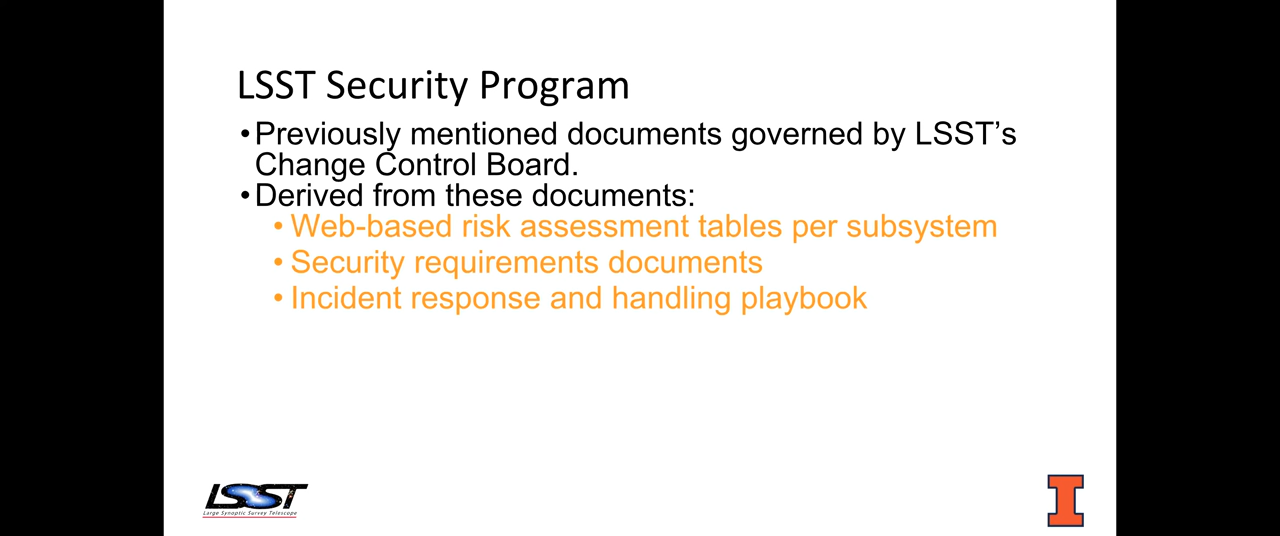 LSST Security Program
•Previously mentioned documents governed by LSST’s
Change Control Board.
•Derived from these documents:
• Web-based risk assessment tables per subsystem
• Security requirements documents
• Incident response and handling playbook
LSST
Large Synoptic Survey Telescope
I